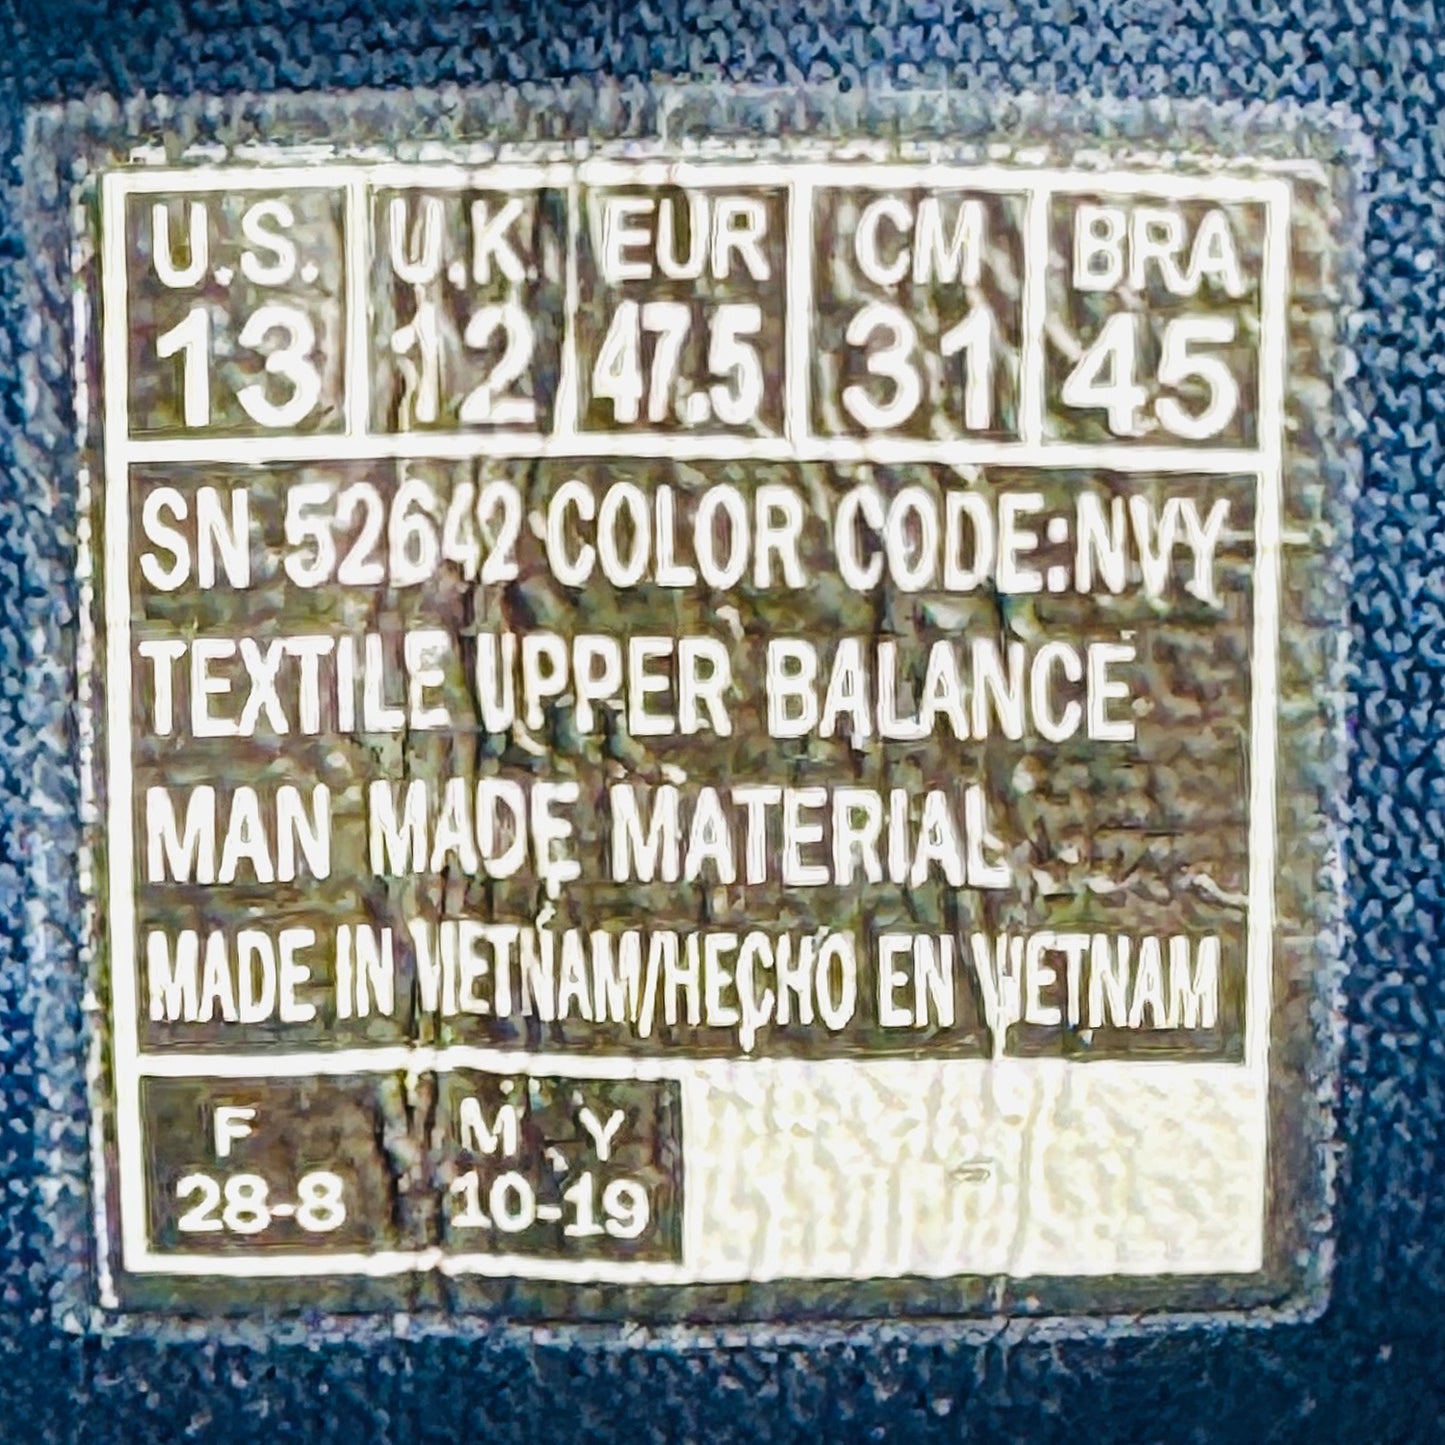 U.S. U.K. EUR CM BRA
13 12 47.5 31 45
SN 52642 COLOR CODE:NVY
TEXTILE UPPER BALANCE
MAN MADE MATERIAL
MADE IN VIETNAM/HECHO EN VIETNAM
F M Y
28-8 10-19